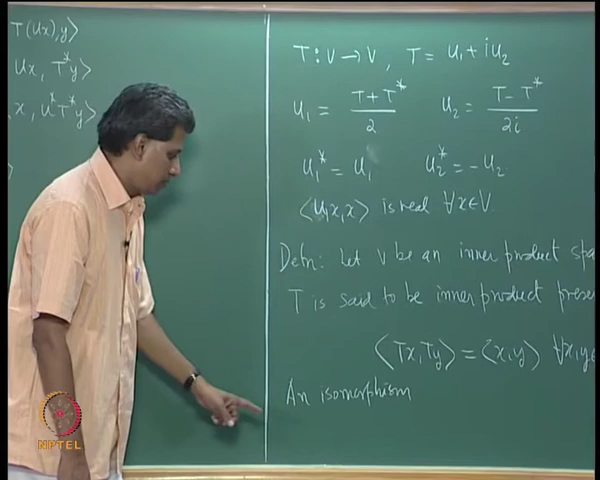 T(Ux), y⟩
Ux, T*y⟩
x, U*T*y⟩
T : V → V , T = U₁ + iU₂
U₁ = (T + T*)/2 U₂ = (T − T*)/2i
U₁* = U₁ U₂* = −U₂
⟨U₁x, x⟩ is real ∀x∈V
Defn: Let V be an inner product spa
T is said to be inner product prese
⟨Tx, Ty⟩ = ⟨x, y⟩ ∀x, y ∈
An isomorphism
NPTEL